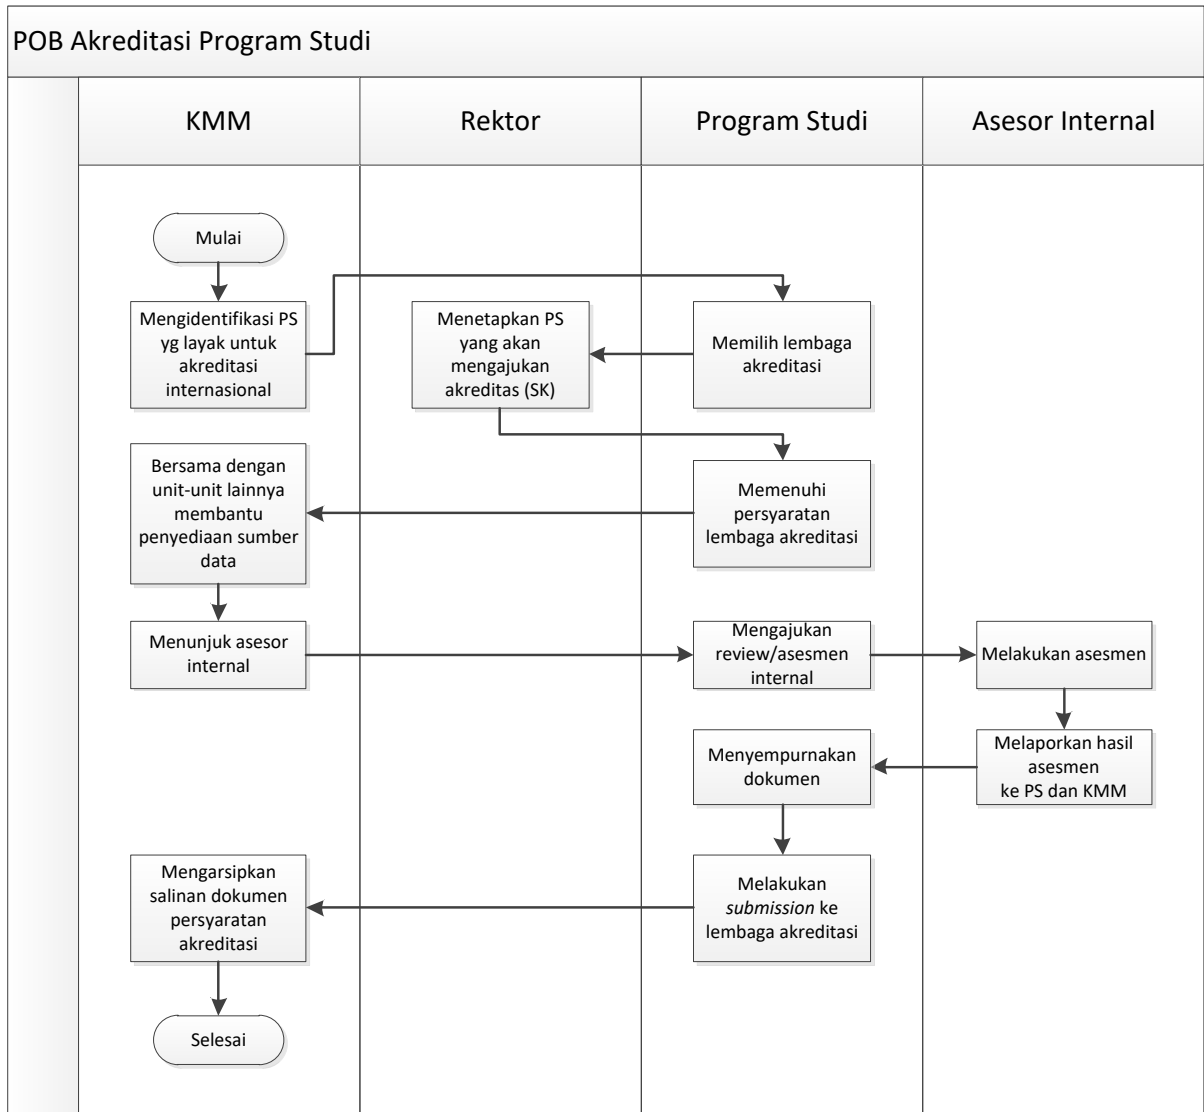 POB Akreditasi Program Studi
KMM
Rektor
Program Studi
Asesor Internal
Mulai
Mengidentifikasi PS
yg layak untuk
akreditasi
internasional
Menetapkan PS
yang akan
mengajukan
akreditas (SK)
Memilih lembaga
akreditasi
Bersama dengan
unit-unit lainnya
membantu
penyediaan sumber
data
Memenuhi
persyaratan
lembaga akreditasi
Menunjuk asesor
internal
Mengajukan
review/asesmen
internal
Melakukan asesmen
Menyempurnakan
dokumen
Melaporkan hasil
asesmen
ke PS dan KMM
Mengarsipkan
salinan dokumen
persyaratan
akreditasi
Melakukan
submission ke
lembaga akreditasi
Selesai